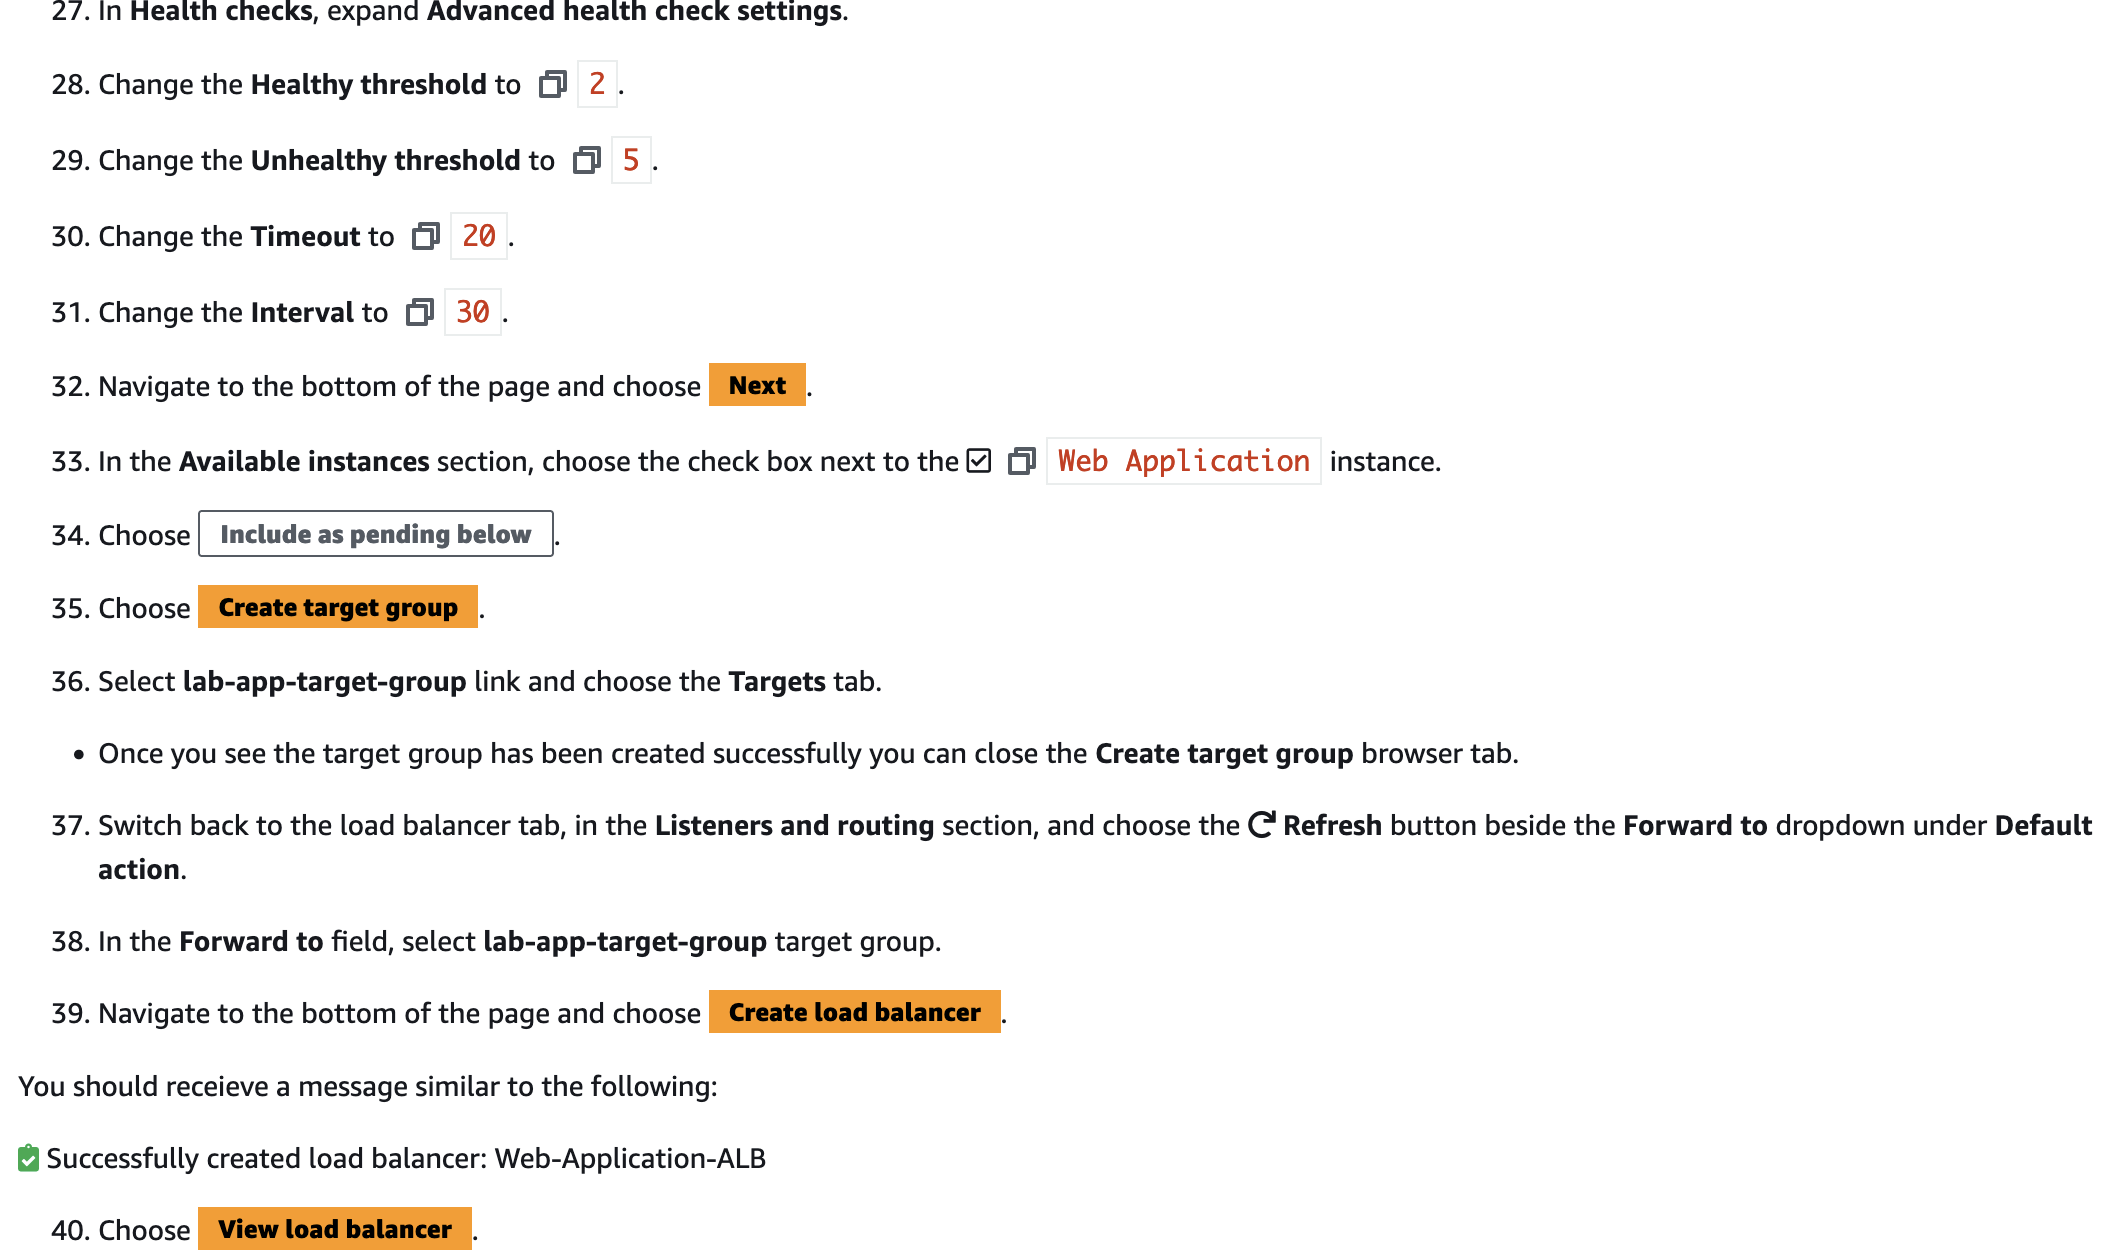 27. In Health checks, expand Advanced health check settings.
28. Change the Healthy threshold to 2.
29. Change the Unhealthy threshold to 5.
30. Change the Timeout to 20.
31. Change the Interval to 30.
32. Navigate to the bottom of the page and choose Next.
33. In the Available instances section, choose the check box next to the Web Application instance.
34. Choose Include as pending below.
35. Choose Create target group.
36. Select lab-app-target-group link and choose the Targets tab.
• Once you see the target group has been created successfully you can close the Create target group browser tab.
37. Switch back to the load balancer tab, in the Listeners and routing section, and choose the Refresh button beside the Forward to dropdown under Default
action.
38. In the Forward to field, select lab-app-target-group target group.
39. Navigate to the bottom of the page and choose Create load balancer.
You should receieve a message similar to the following:
Successfully created load balancer: Web-Application-ALB
40. Choose View load balancer.